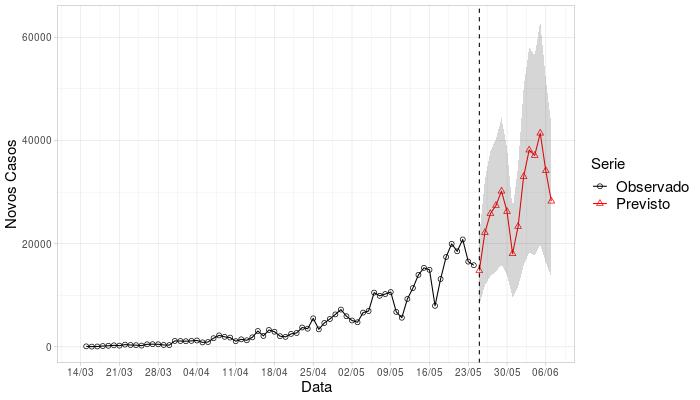 60000
40000
20000
0
Novos Casos
14/03 21/03 28/03 04/04 11/04 18/04 25/04 02/05 09/05 16/05 23/05 30/05 06/06
Data
Serie
Observado
Previsto